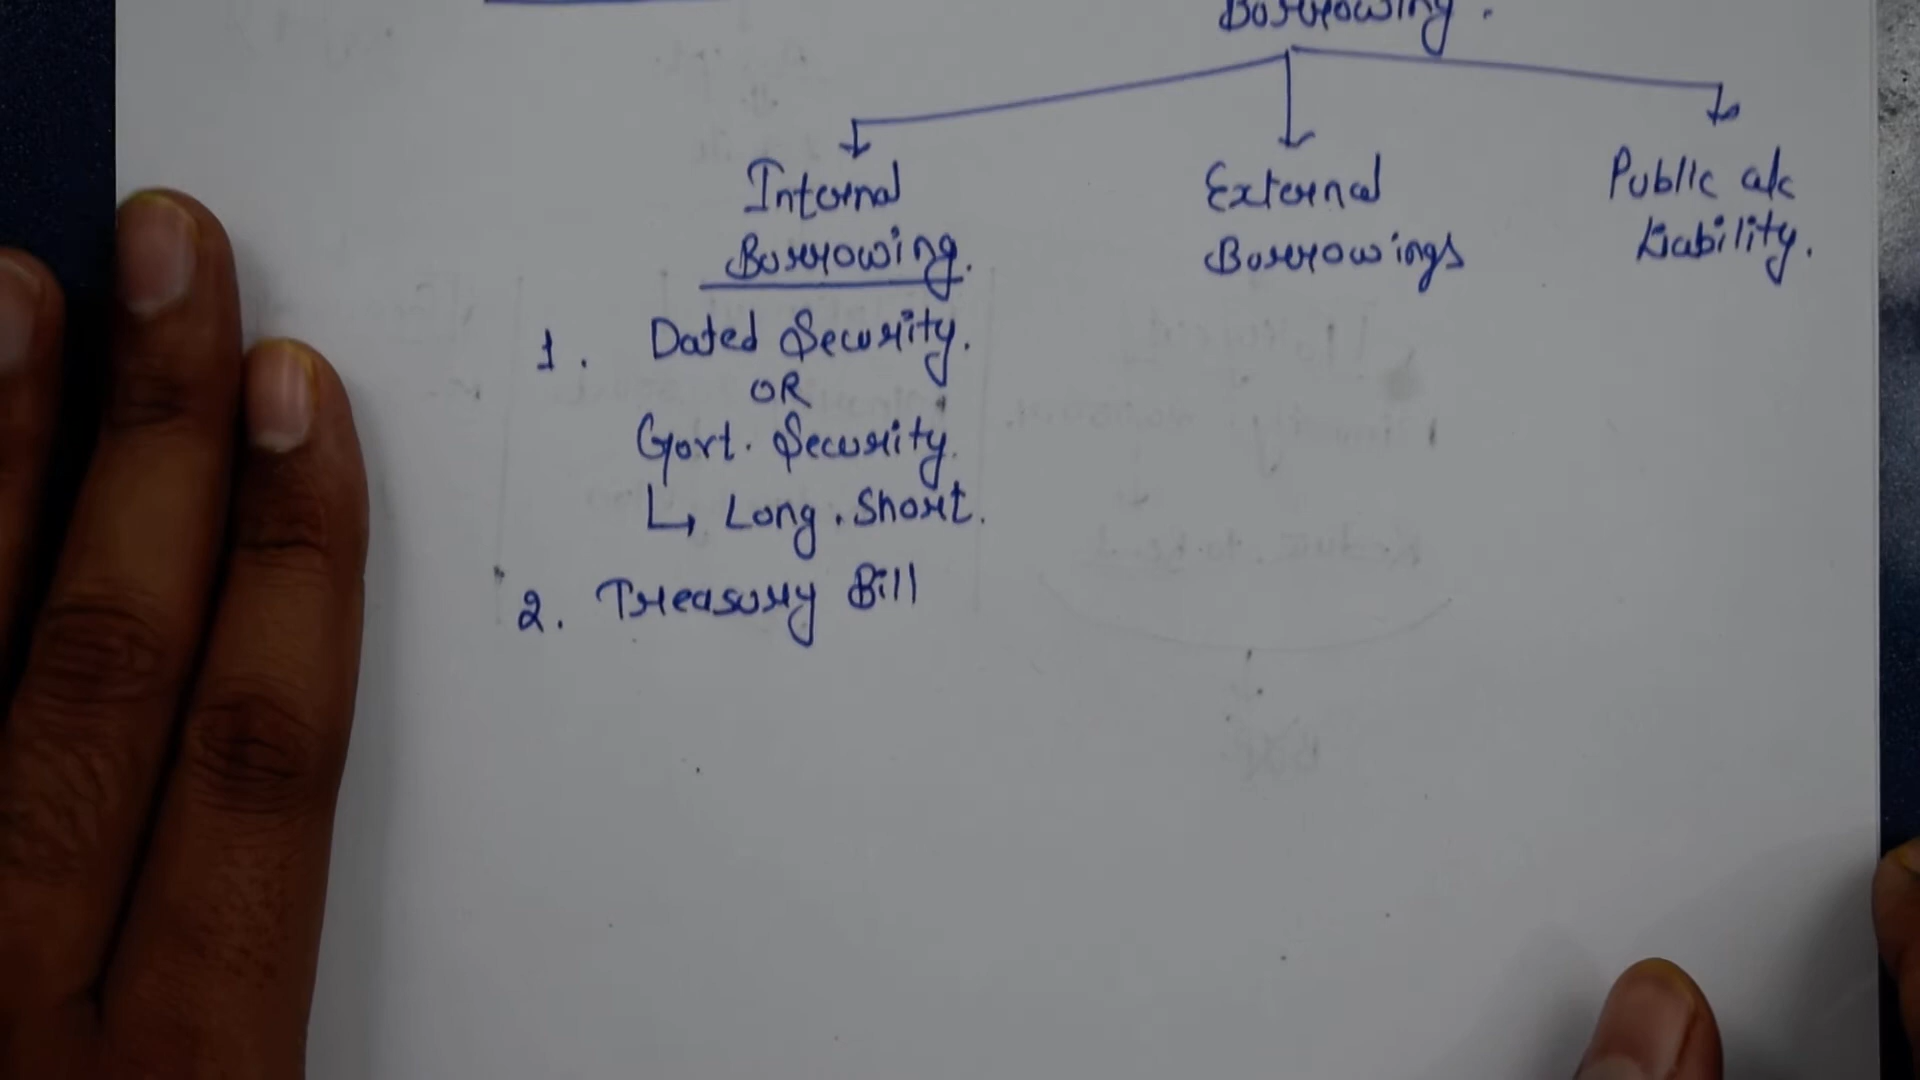 Borrowing.
Internal
Borrowing.
External
Borrowings
Public a/c
Liability.
1. Dated Security.
OR
Govt. Security.
↳ Long. Short.
2. Treasury Bill